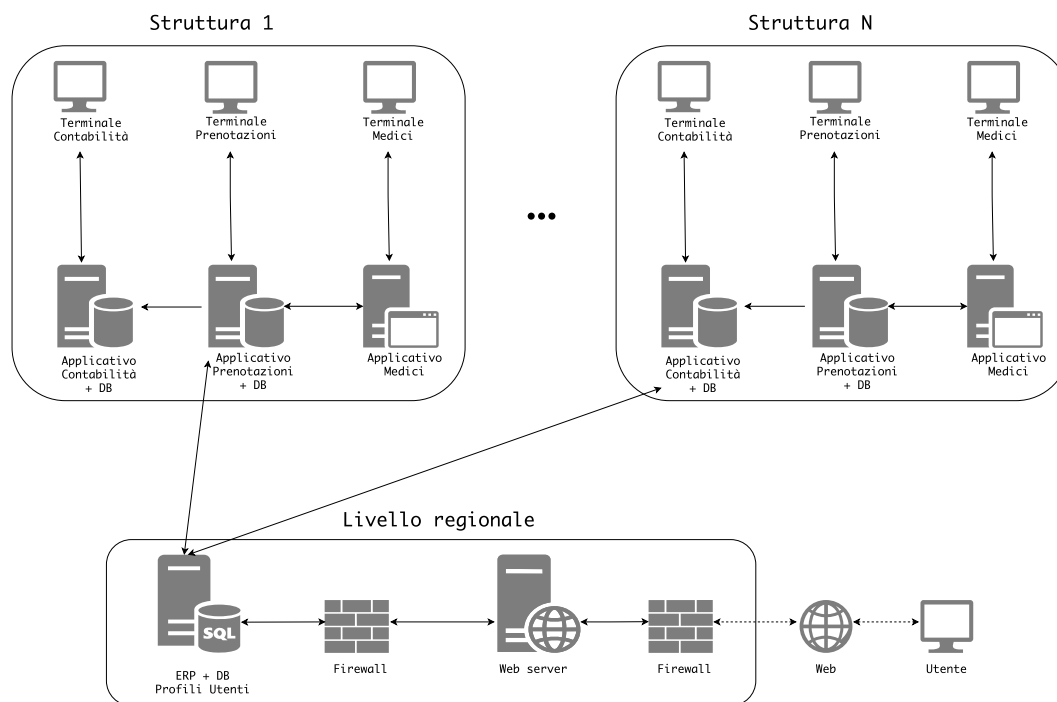 Struttura 1
Struttura N
Terminale
Contabilità
Terminale
Prenotazioni
Terminale
Medici
Terminale
Contabilità
Terminale
Prenotazioni
Terminale
Medici
...
Applicativo
Contabilità
+ DB
Applicativo
Prenotazioni
+ DB
Applicativo
Medici
Applicativo
Contabilità
+ DB
Applicativo
Prenotazioni
+ DB
Applicativo
Medici
Livello regionale
SQL
ERP + DB
Profili Utenti
Firewall
Web server
Firewall
Web
Utente